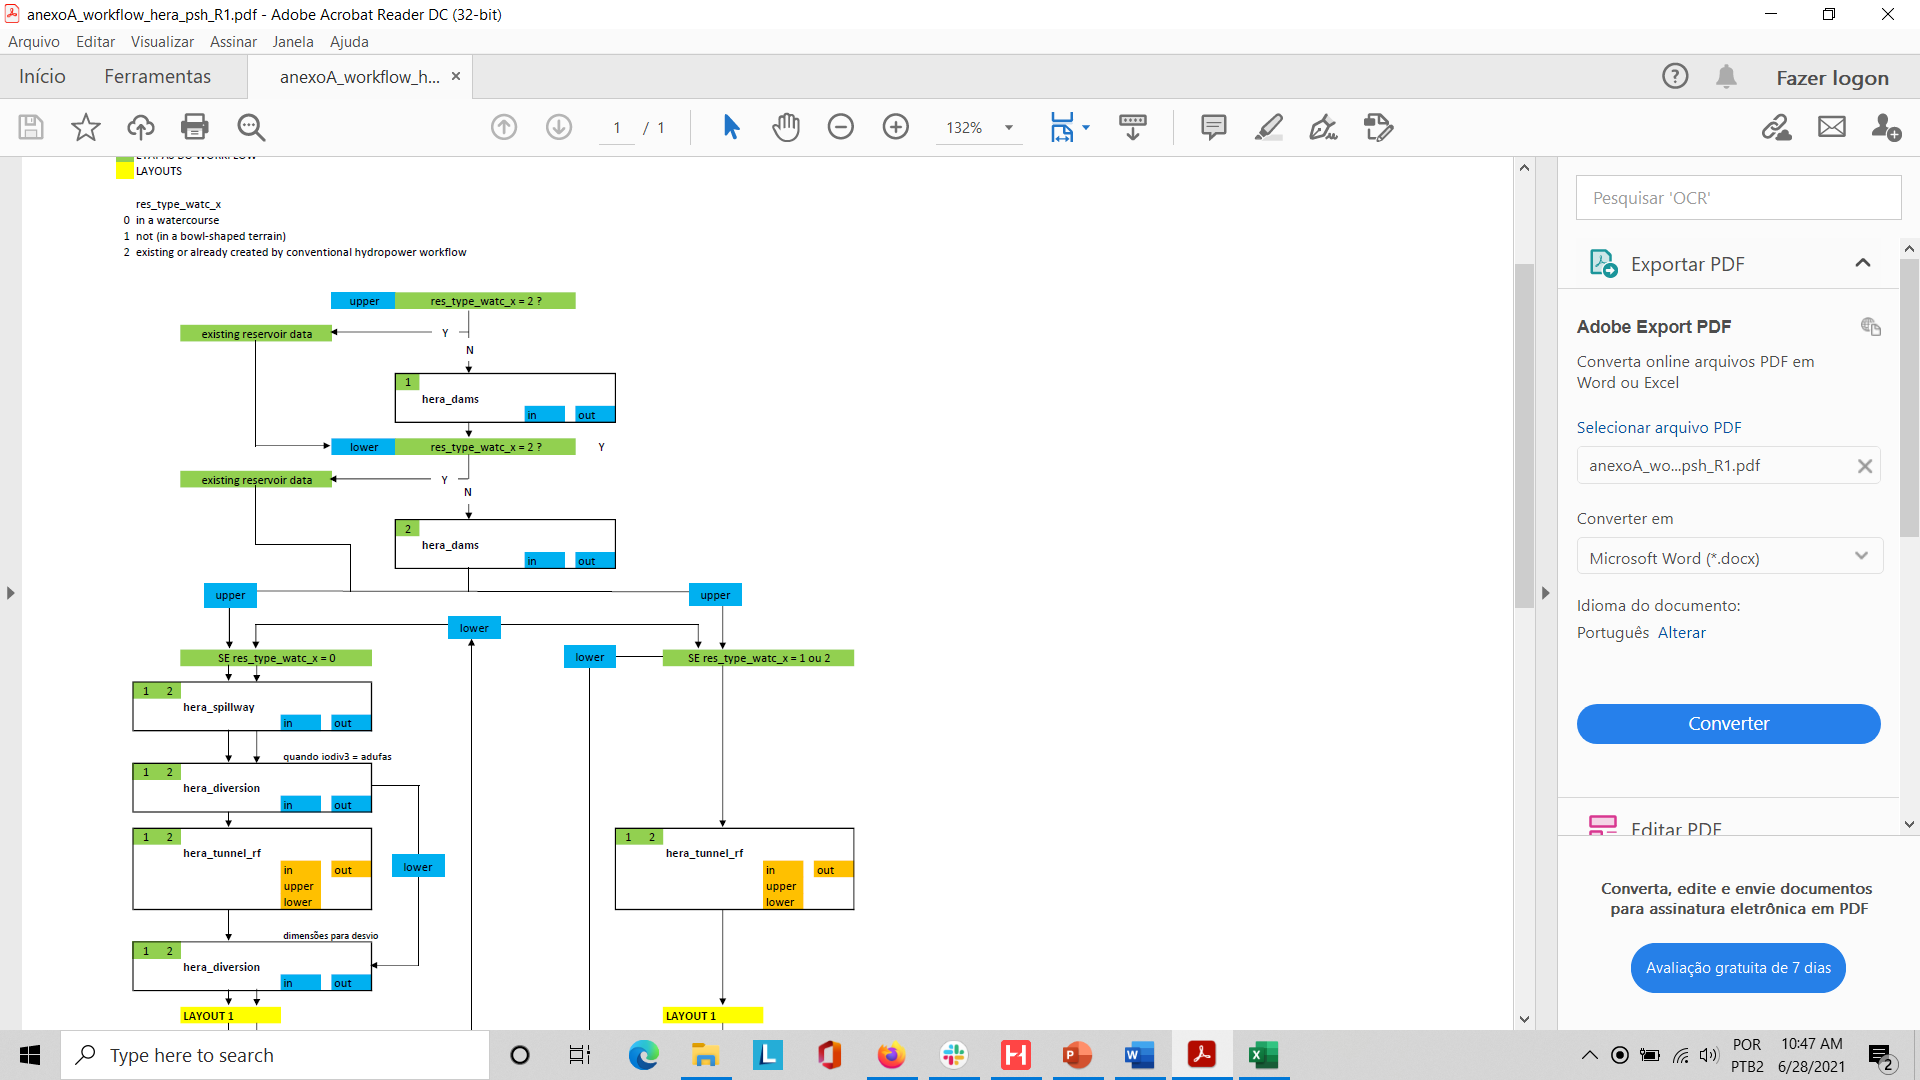 anexoA_workflow_hera_psh_R1.pdf - Adobe Acrobat Reader DC (32-bit)
Arquivo Editar Visualizar Assinar Janela Ajuda
Início Ferramentas anexoA_workflow_h... Fazer logon
1 / 1 132%
ETAPAS DO WORKFLOW
LAYOUTS
res_type_watc_x
0 in a watercourse
1 not (in a bowl-shaped terrain)
2 existing or already created by conventional hydropower workflow
upper res_type_watc_x = 2 ?
existing reservoir data Y
N
1
hera_dams
in out
lower res_type_watc_x = 2 ? Y
existing reservoir data Y
N
2
hera_dams
in out
upper upper
lower
SE res_type_watc_x = 0 lower SE res_type_watc_x = 1 ou 2
1 2
hera_spillway
in out
quando iodiv3 = adufas
1 2
hera_diversion
in out
1 2
hera_tunnel_rf
in out
upper
lower
lower
1 2
hera_tunnel_rf
in out
upper
lower
dimensões para desvio
1 2
hera_diversion
in out
LAYOUT 1 LAYOUT 1
Pesquisar 'OCR'
Exportar PDF
Adobe Export PDF
Converta online arquivos PDF em
Word ou Excel
Selecionar arquivo PDF
anexoA_wo...psh_R1.pdf
Converter em
Microsoft Word (*.docx)
Idioma do documento:
Português Alterar
Converter
Editar PDF
Converta, edite e envie documentos
para assinatura eletrônica em PDF
Avaliação gratuita de 7 dias
Type here to search
POR
PTB2
10:47 AM
6/28/2021
2